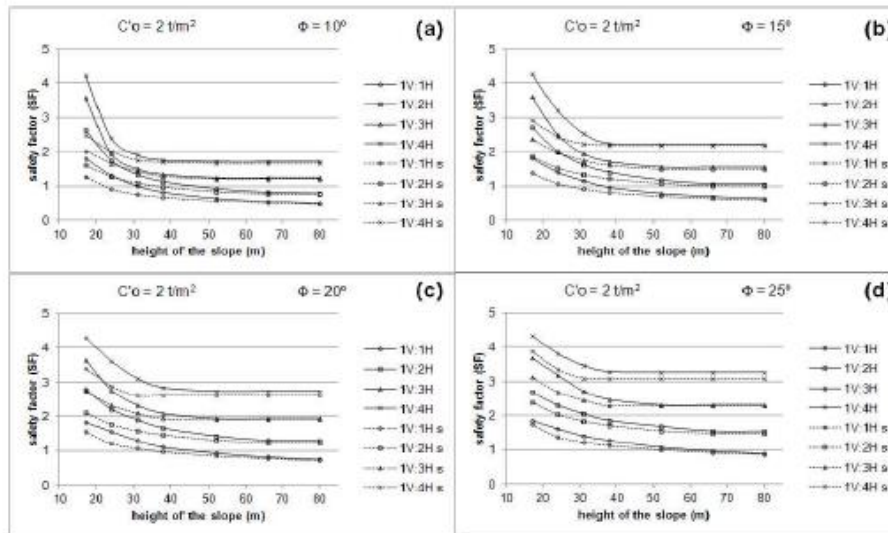 C'o = 2 t/m² Φ = 10º (a)
safety factor (SF)
5
4
3
2
1
0
10 20 30 40 50 60 70 80
height of the slope (m)
1V:1H
1V:2H
1V:3H
1V:4H
1V:1H s
1V:2H s
1V:3H s
1V:4H s
C'o = 2 t/m² Φ = 15º (b)
safety factor (SF)
5
4
3
2
1
0
10 20 30 40 50 60 70 80
height of the slope (m)
1V:1H
1V:2H
1V:3H
1V:4H
1V:1H s
1V:2H s
1V:3H s
1V:4H s
C'o = 2 t/m² Φ = 20º (c)
safety factor (SF)
5
4
3
2
1
0
10 20 30 40 50 60 70 80
height of the slope (m)
1V:1H
1V:2H
1V:3H
1V:4H
1V:1H s
1V:2H s
1V:3H s
1V:4H s
C'o = 2 t/m² Φ = 25º (d)
safety factor (SF)
5
4
3
2
1
0
10 20 30 40 50 60 70 80
height of the slope (m)
1V:1H
1V:2H
1V:3H
1V:4H
1V:1H s
1V:2H s
1V:3H s
1V:4H s